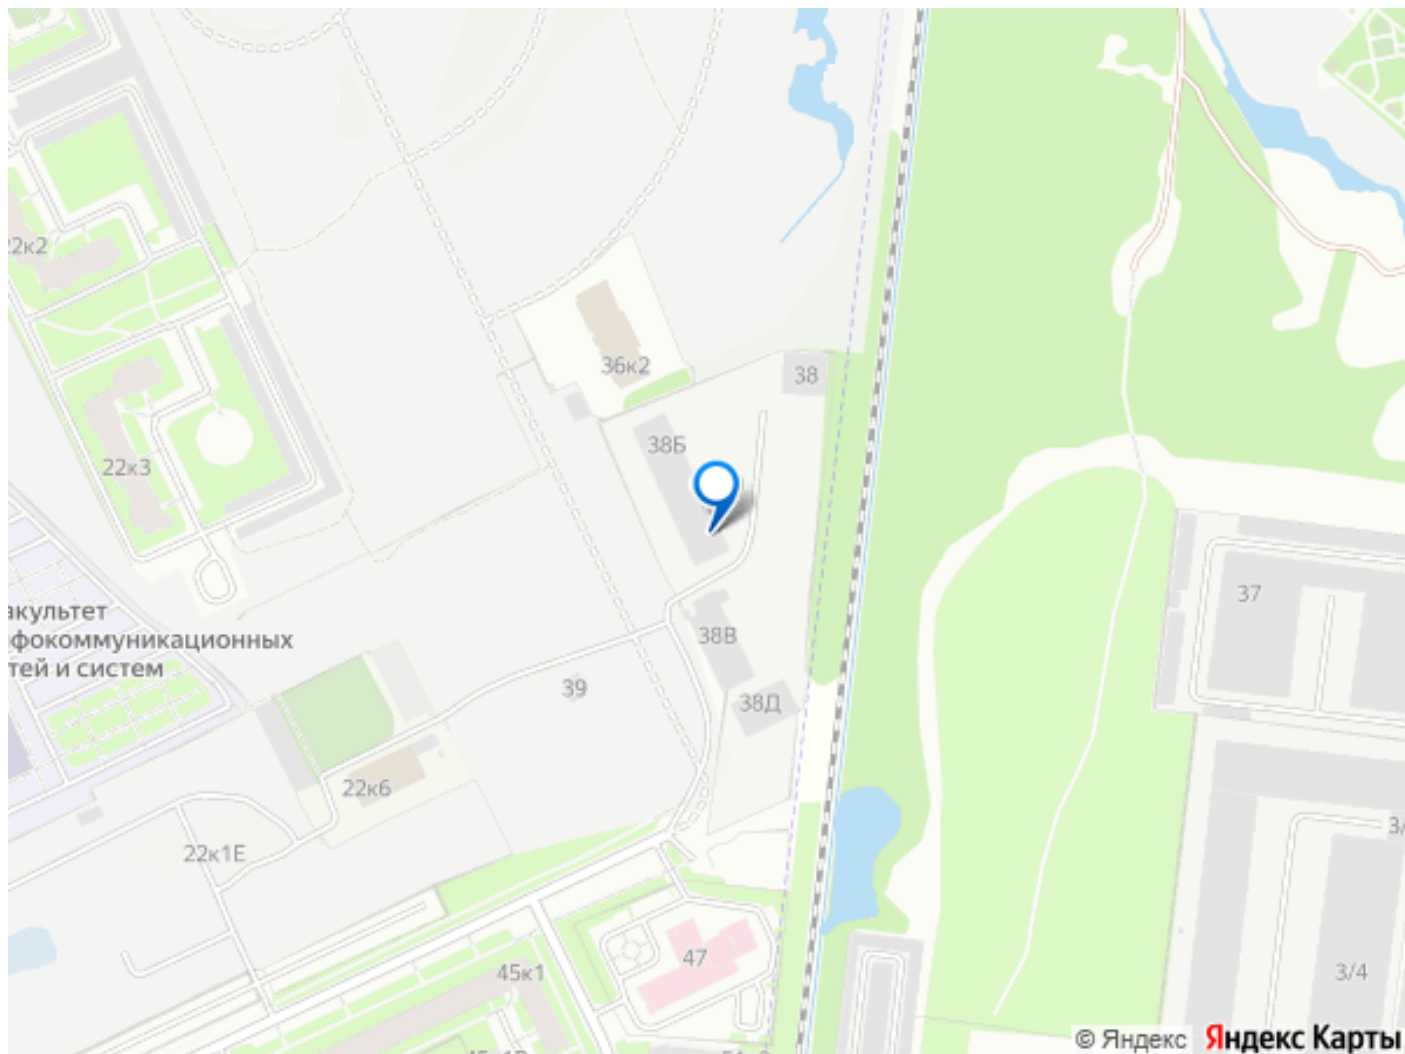 22к2
36к2
38
38Б
22к3
37
акультет
фокоммуникационных
тей и систем
38В
39
38Д
22к6
3/
22к1Е
47
45к1
3/4
© Яндекс Яндекс Карты